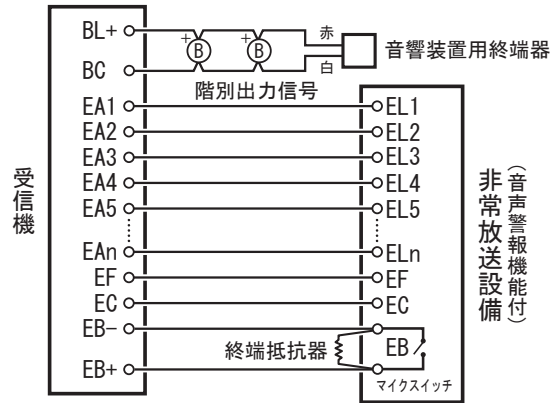 受信機
BL+
BC
EA1
EA2
EA3
EA4
EA5
EAn
EF
EC
EB-
EB+
+
B
+
B
赤
白
音響装置用終端器
階別出力信号
EL1
EL2
EL3
EL4
EL5
ELn
EF
EC
EB
マイクスイッチ
終端抵抗器
非常放送設備
(音声警報機能付)